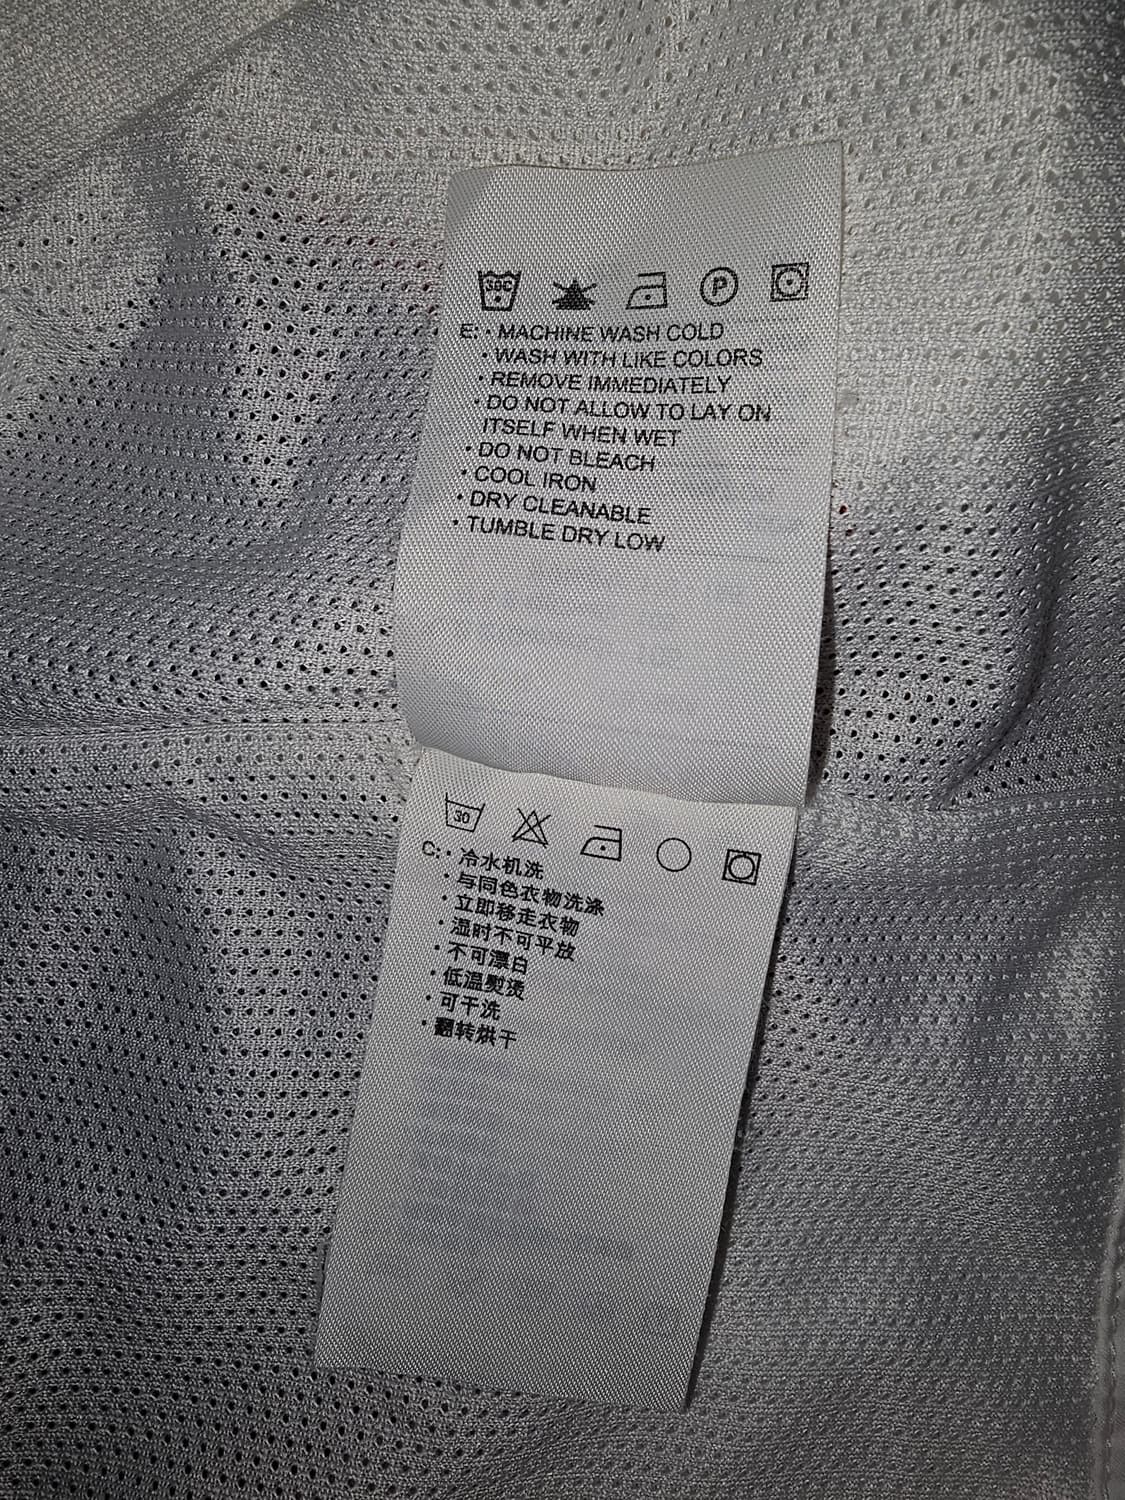 30C
P
E: · MACHINE WASH COLD
· WASH WITH LIKE COLORS
· REMOVE IMMEDIATELY
· DO NOT ALLOW TO LAY ON
ITSELF WHEN WET
· DO NOT BLEACH
· COOL IRON
· DRY CLEANABLE
· TUMBLE DRY LOW
30
C: · 冷水机洗
· 与同色衣物洗涤
· 立即移走衣物
· 湿时不可平放
· 不可漂白
· 低温熨烫
· 可干洗
· 翻转烘干